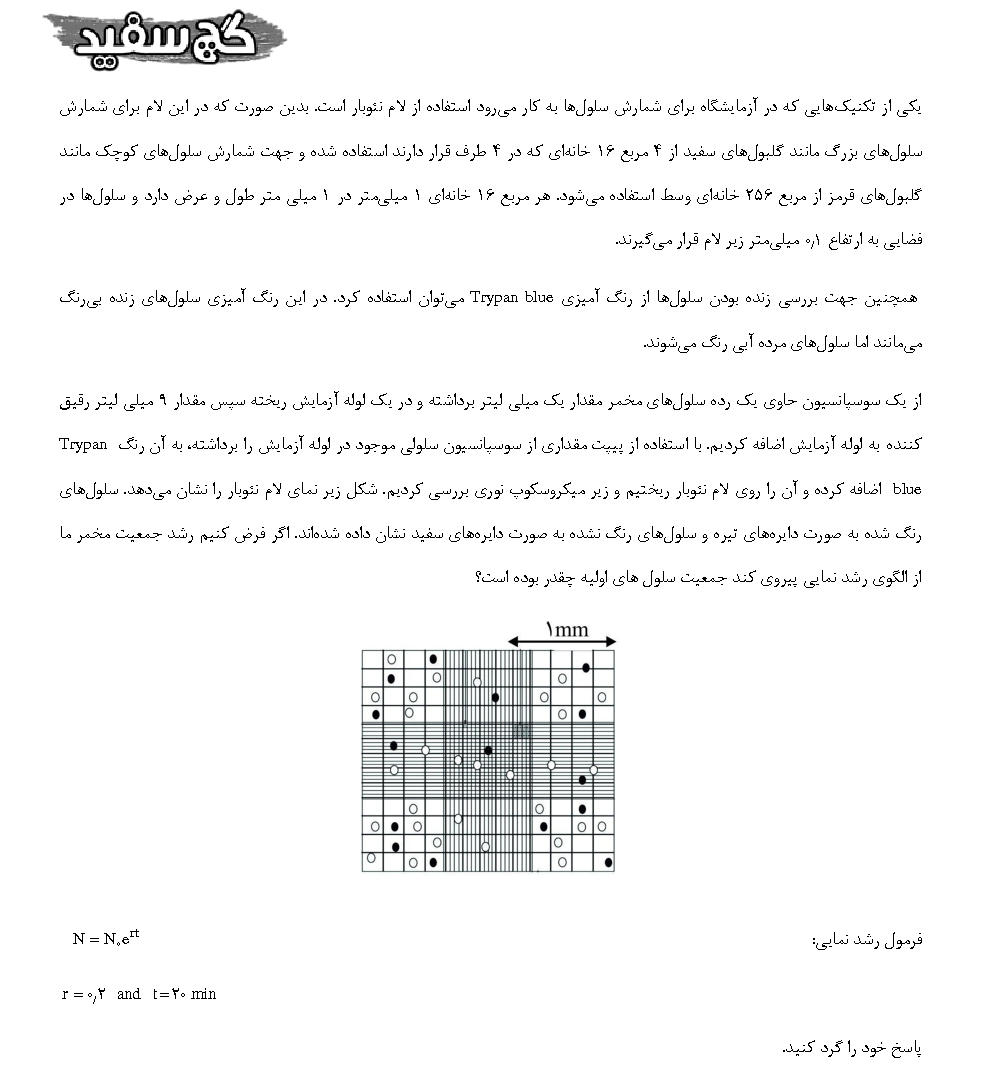 گچ سفید
یکی از تکنیک‌هایی که در آزمایشگاه برای شمارش سلول‌ها به کار می‌رود استفاده از لام نئوبار است. بدین صورت که در این لام برای شمارش
سلول‌های بزرگ مانند گلبول‌های سفید از ۴ مربع ۱۶ خانه‌ای که در ۴ طرف قرار دارند استفاده شده و جهت شمارش سلول‌های کوچک مانند
گلبول‌های قرمز از مربع ۲۵۶ خانه‌ای وسط استفاده می‌شود. هر مربع ۱۶ خانه‌ای ۱ میلی‌متر در ۱ میلی متر طول و عرض دارد و سلول‌ها در
فضایی به ارتفاع ۰٫۱ میلی‌متر زیر لام قرار می‌گیرند.
همچنین جهت بررسی زنده بودن سلول‌ها از رنگ آمیزی Trypan blue می‌توان استفاده کرد. در این رنگ آمیزی سلول‌های زنده بی‌رنگ
می‌مانند اما سلول‌های مرده آبی رنگ می‌شوند.
از یک سوسپانسیون حاوی یک رده سلول‌های مخمر مقدار یک میلی لیتر برداشته و در یک لوله آزمایش ریخته سپس مقدار ۹ میلی لیتر رقیق
کننده به لوله آزمایش اضافه کردیم. با استفاده از پیپت مقداری از سوسپانسیون سلولی موجود در لوله آزمایش را برداشته، به آن رنگ Trypan
blue اضافه کرده و آن را روی لام نئوبار ریختیم و زیر میکروسکوپ نوری بررسی کردیم. شکل زیر نمای لام نئوبار را نشان می‌دهد. سلول‌های
رنگ شده به صورت دایره‌های تیره و سلول‌های رنگ نشده به صورت دایره‌های سفید نشان داده شده‌اند. اگر فرض کنیم رشد جمعیت مخمر ما
از الگوی رشد نمایی پیروی کند جمعیت سلول های اولیه چقدر بوده است؟
۱mm
فرمول رشد نمایی: N = N۰e^rt
r = ۰٫۲ and t=۲۰ min
پاسخ خود را گرد کنید.